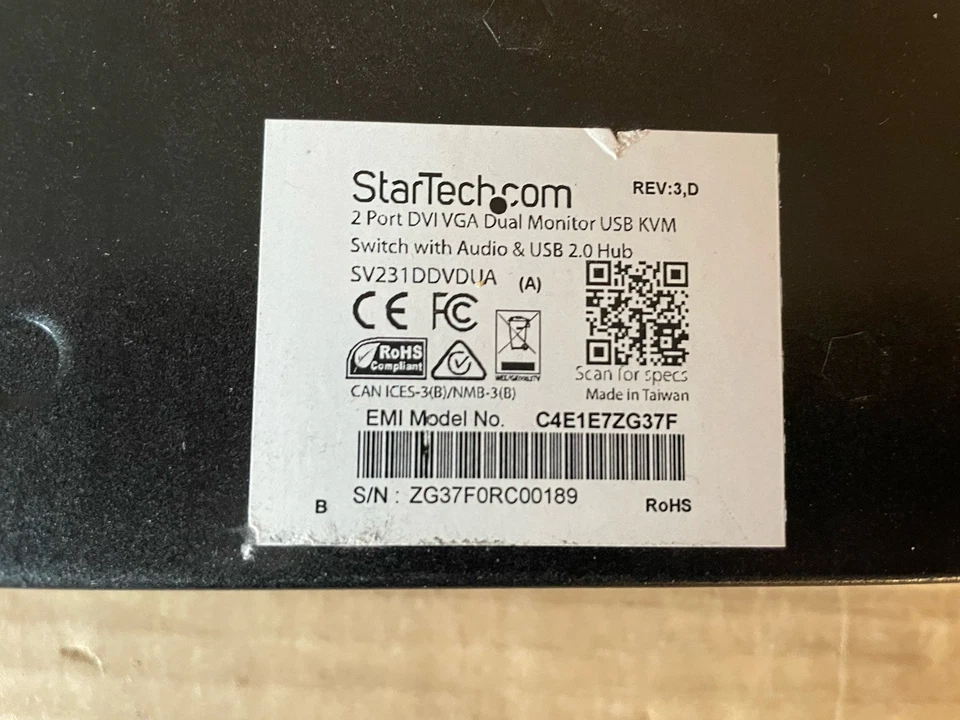 StarTech.com
REV:3,D
2 Port DVI VGA Dual Monitor USB KVM
Switch with Audio & USB 2.0 Hub
SV231DDVDUA (A)
CE FC
RoHS
Compliant
WEEE/
Scan for specs
CAN ICES-3(B)/NMB-3(B)
Made in Taiwan
EMI Model No. C4E1E7ZG37F
S/N : ZG37F0RC00189
B
RoHS